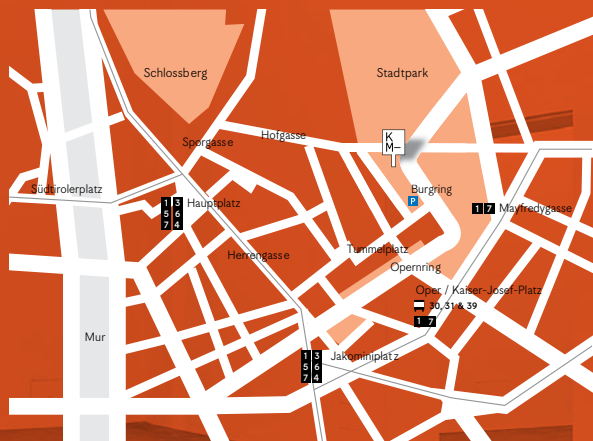 Schlossberg
Stadtpark
Hofgasse
K
M—
Sporgasse
Südtirolerplatz
Burgring
P
1 3
5 6
7 4
Hauptplatz
1 7 Mayfredygasse
Herrengasse
Tummelplatz
Opernring
Oper / Kaiser-Josef-Platz
30, 31 & 39
1 7
Mur
1 3
5 6
7 4
Jakominiplatz